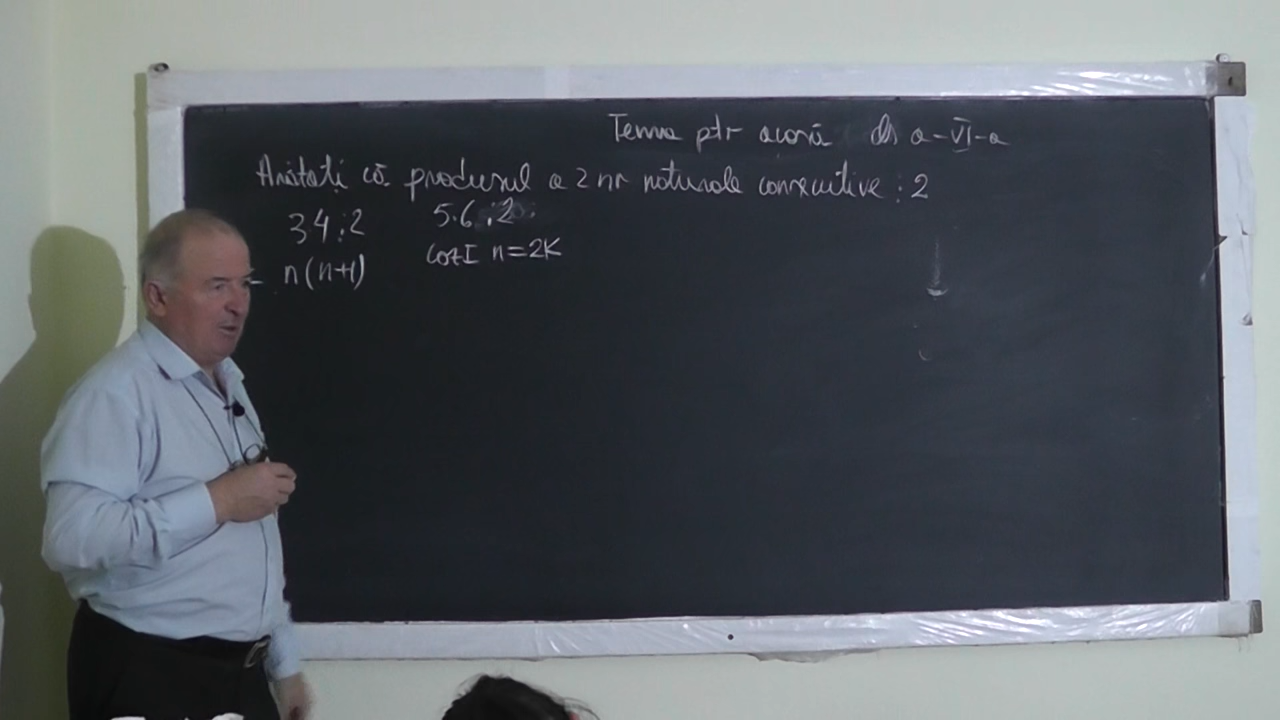 Tema ptr acasă cls a-VI-a
Arătați că produsul a 2 nr naturale consecutive ⋮ 2
3·4 ⋮ 2 5·6 ⋮ 2
n(n+1) Caz I n=2K